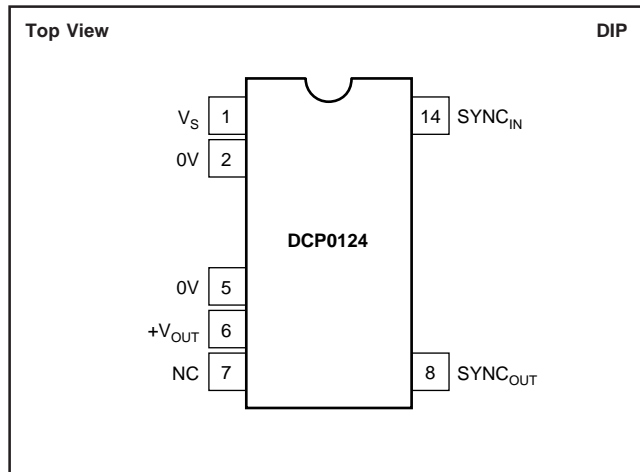 Top View DIP
V_S 1 14 SYNC_IN
0V 2
DCP0124
0V 5
+V_OUT 6
NC 7 8 SYNC_OUT